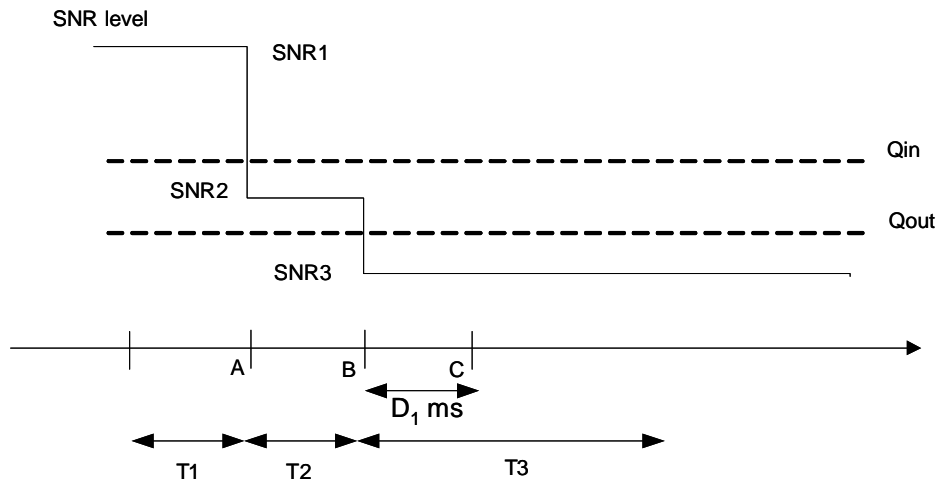 SNR level
SNR1
Qin
SNR2
Qout
SNR3
A B C
D₁ ms
T1 T2 T3